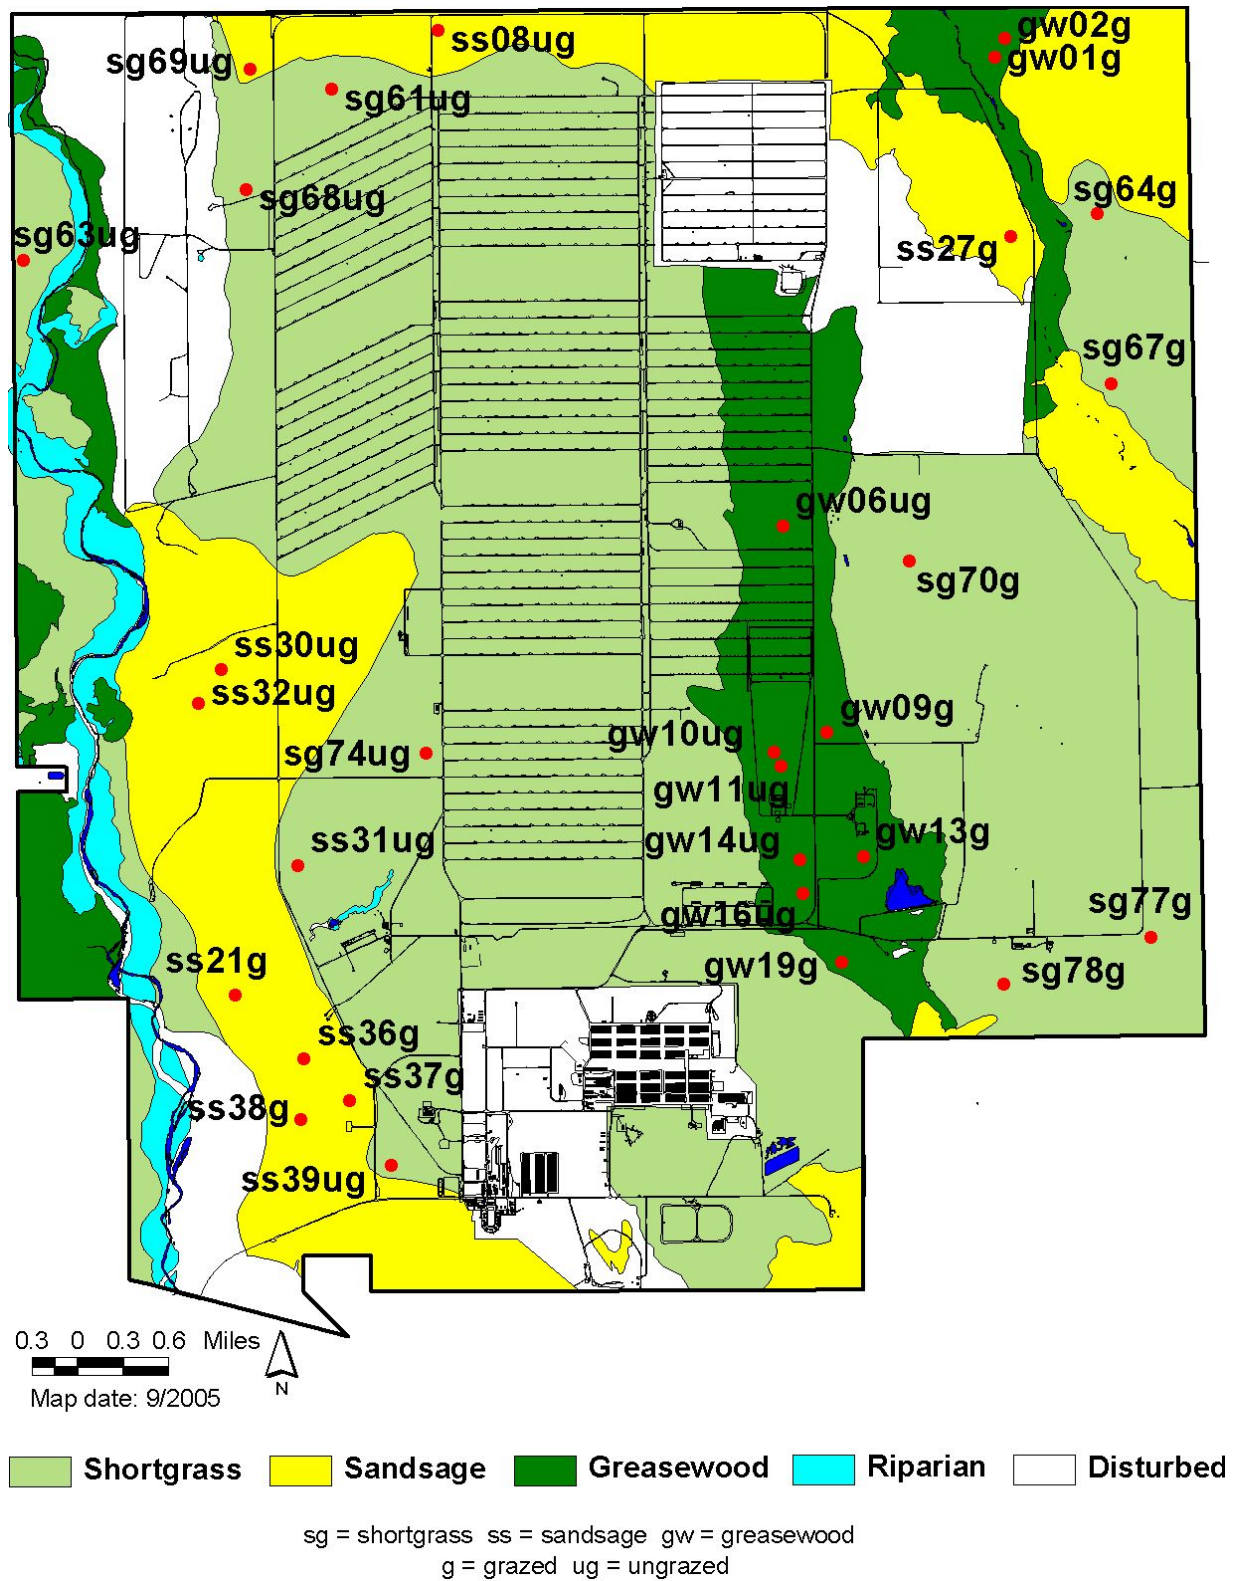 gw02g
ss08ug
gw01g
sg69ug
sg61ug
sg68ug
sg64g
sg63ug
ss27g
sg67g
gw06ug
sg70g
ss30ug
ss32ug
gw09g
gw10ug
sg74ug
gw11ug
ss31ug
gw14ug
gw13g
sg77g
gw16ug
ss21g
gw19g
sg78g
ss36g
ss37g
ss38g
ss39ug
0.3 0 0.3 0.6 Miles
N
Map date: 9/2005
Shortgrass Sandsage Greasewood Riparian Disturbed
sg = shortgrass ss = sandsage gw = greasewood
g = grazed ug = ungrazed